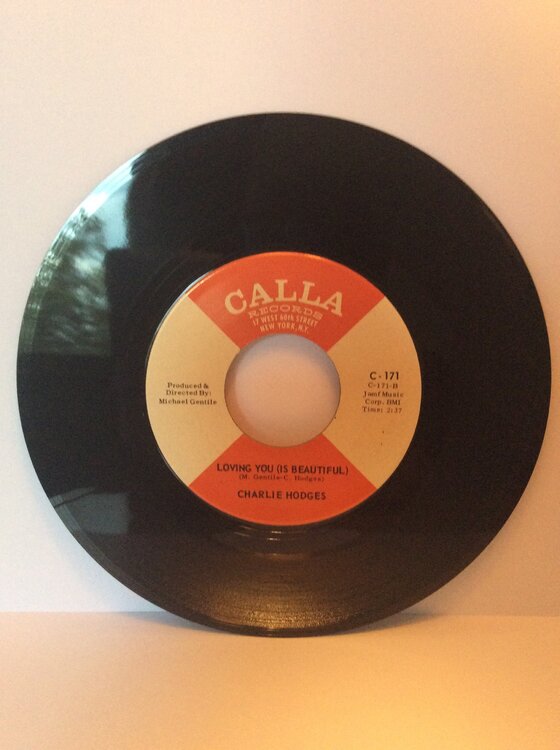 CALLA
RECORDS
17 WEST 60th STREET
NEW YORK, N.Y.
Produced &
Directed By:
Michael Gentile
C-171
C-171-B
Jamf Music
Corp. BMI
Time: 2:37
LOVING YOU (IS BEAUTIFUL)
(M. Gentile-C. Hodges)
CHARLIE HODGES